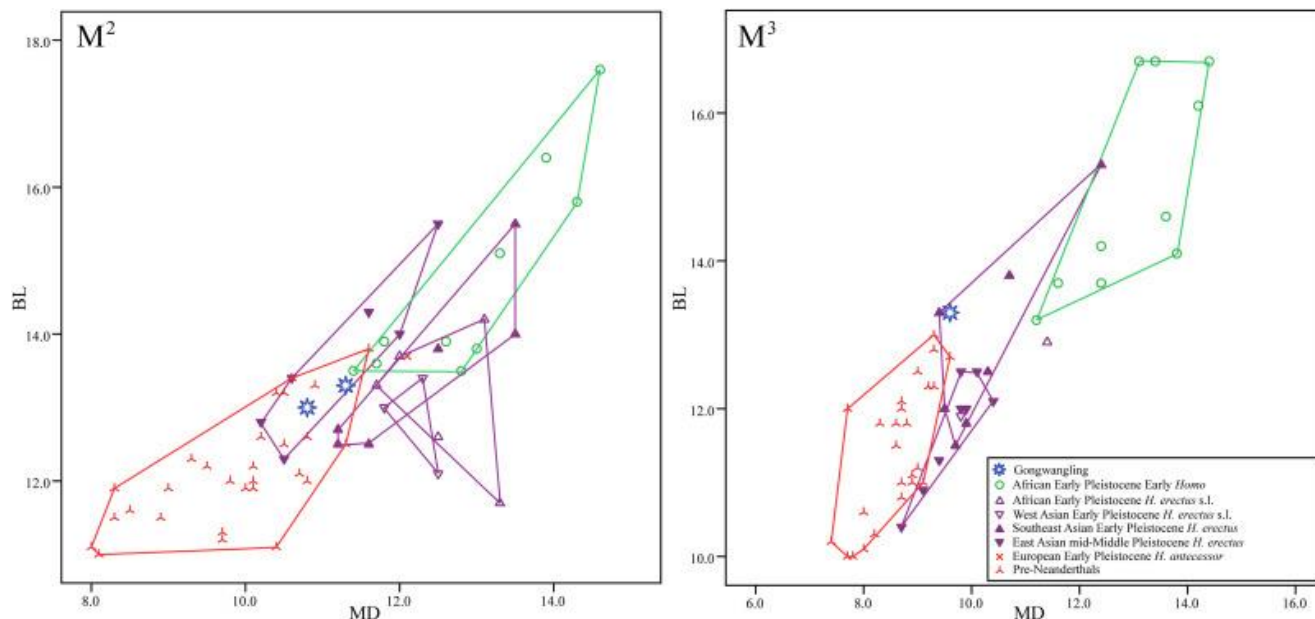 M²
18.0
16.0
14.0
12.0
BL
8.0 10.0 12.0 14.0
MD
M³
16.0
14.0
12.0
10.0
BL
6.0 8.0 10.0 12.0 14.0 16.0
MD
Gongwangling
African Early Pleistocene Early Homo
African Early Pleistocene H. erectus s.l.
West Asian Early Pleistocene H. erectus s.l.
Southeast Asian Early Pleistocene H. erectus
East Asian mid-Middle Pleistocene H. erectus
European Early Pleistocene H. antecessor
Pre-Neanderthals